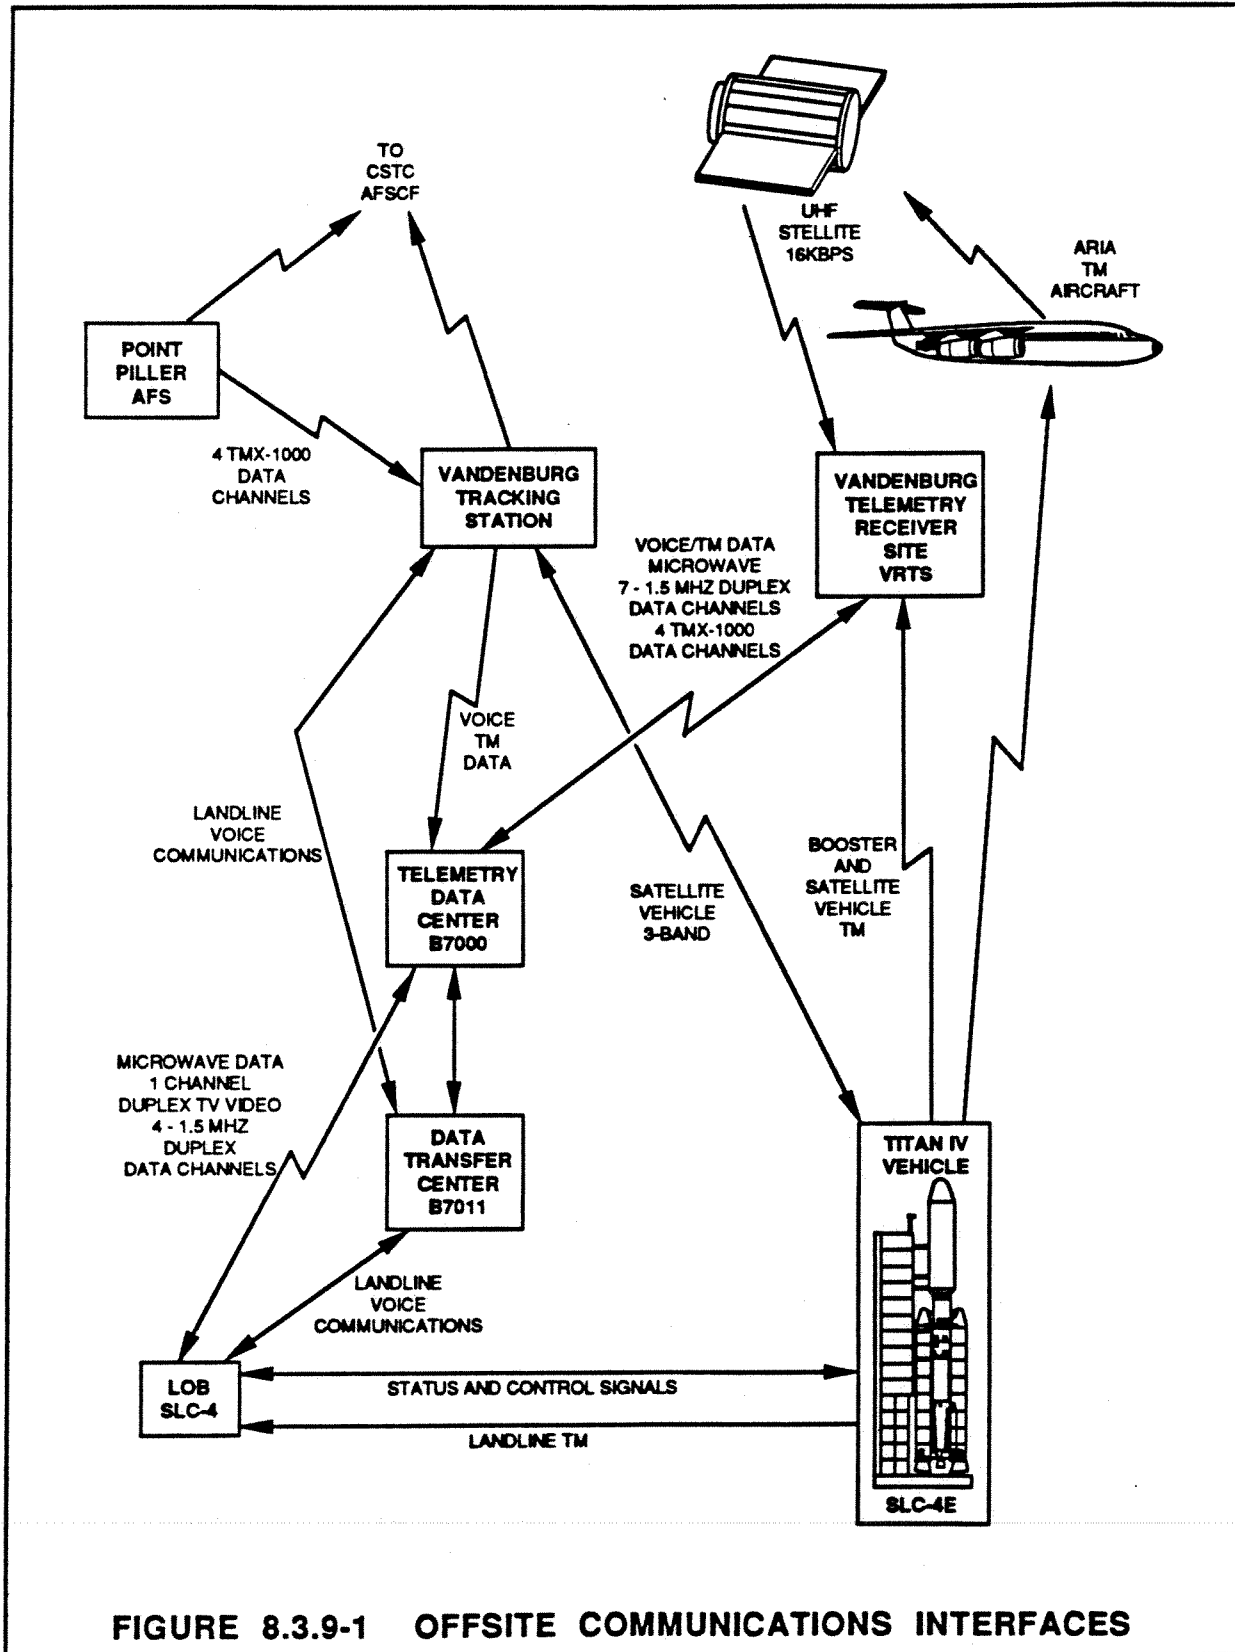 TO
CSTC
AFSCF
UHF
STELLITE
16KBPS
ARIA
TM
AIRCRAFT
POINT
PILLER
AFS
4 TMX-1000
DATA
CHANNELS
VANDENBURG
TRACKING
STATION
VANDENBURG
TELEMETRY
RECEIVER
SITE
VRTS
VOICE/TM DATA
MICROWAVE
7 - 1.5 MHZ DUPLEX
DATA CHANNELS
4 TMX-1000
DATA CHANNELS
VOICE
TM
DATA
LANDLINE
VOICE
COMMUNICATIONS
TELEMETRY
DATA
CENTER
B7000
SATELLITE
VEHICLE
3-BAND
BOOSTER
AND
SATELLITE
VEHICLE
TM
MICROWAVE DATA
1 CHANNEL
DUPLEX TV VIDEO
4 - 1.5 MHZ
DUPLEX
DATA CHANNELS
DATA
TRANSFER
CENTER
B7011
TITAN IV
VEHICLE
LANDLINE
VOICE
COMMUNICATIONS
LOB
SLC-4
STATUS AND CONTROL SIGNALS
LANDLINE TM
SLC-4E
FIGURE 8.3.9-1 OFFSITE COMMUNICATIONS INTERFACES